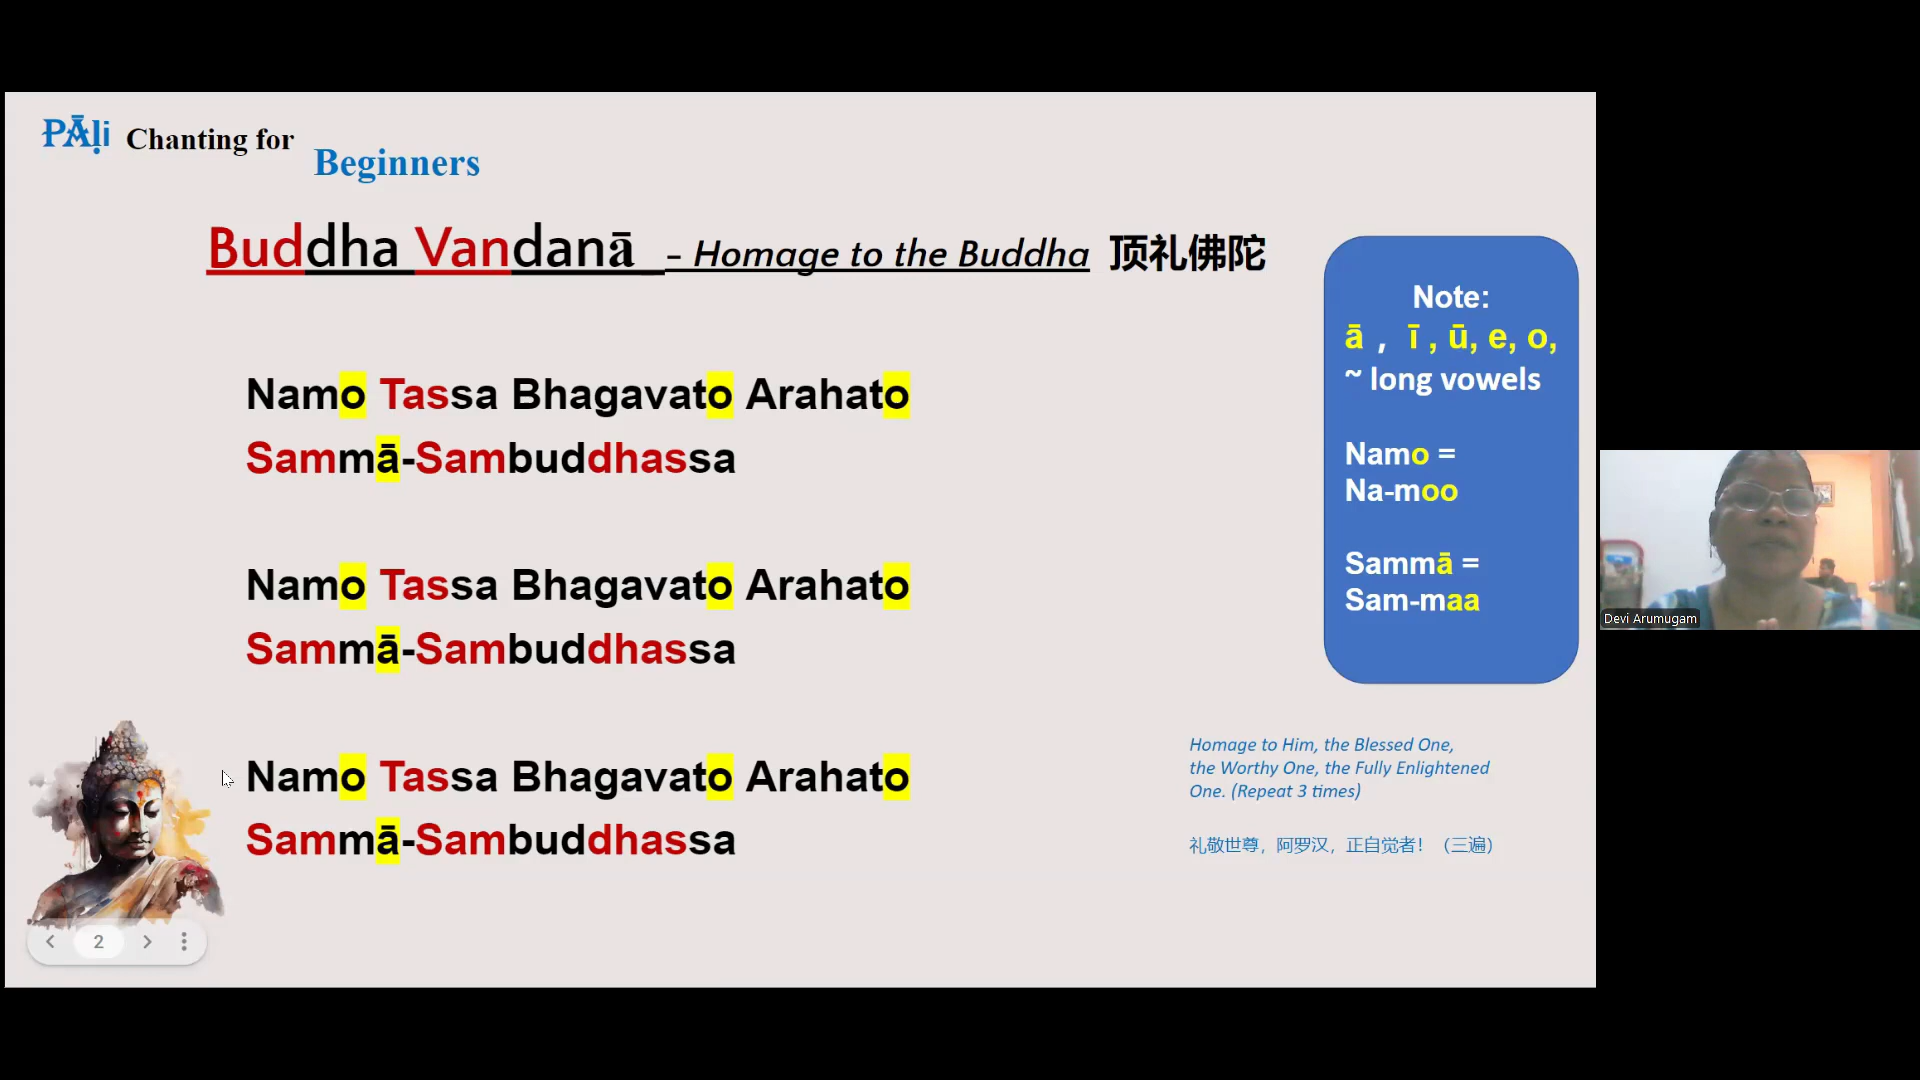 PĀḷi Chanting for Beginners
Buddha Vandanā – Homage to the Buddha 顶礼佛陀
Namo Tassa Bhagavato Arahato
Sammā-Sambuddhassa
Namo Tassa Bhagavato Arahato
Sammā-Sambuddhassa
Namo Tassa Bhagavato Arahato
Sammā-Sambuddhassa
Note:
ā , ī , ū, e, o,
~ long vowels
Namo =
Na-moo
Sammā =
Sam-maa
Homage to Him, the Blessed One,
the Worthy One, the Fully Enlightened
One. (Repeat 3 times)
礼敬世尊，阿罗汉，正自觉者！（三遍）
2
Devi Arumugam